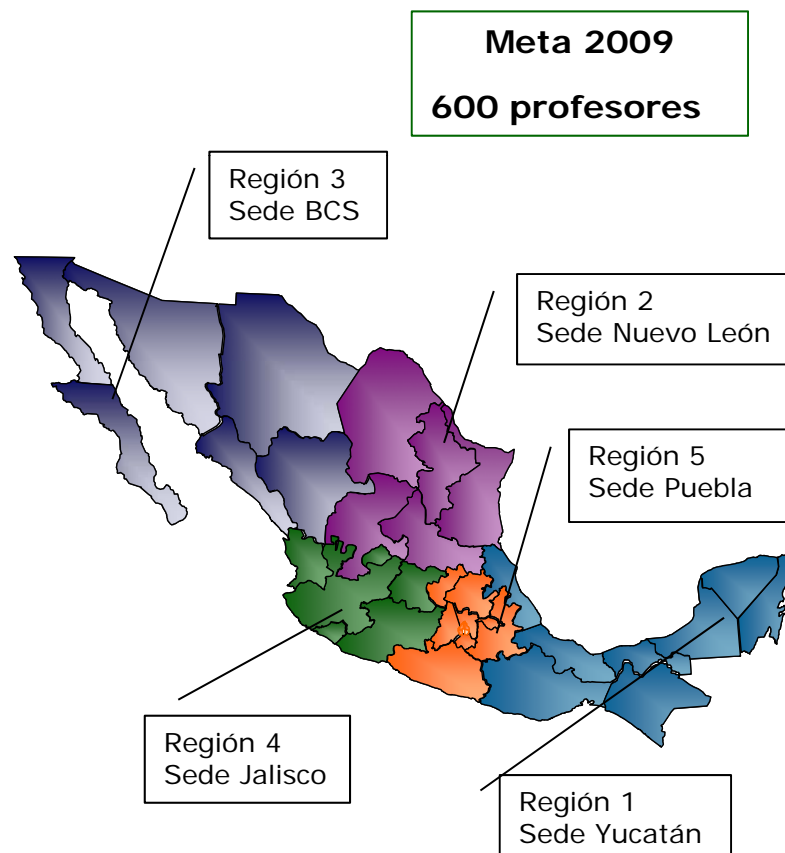 Meta 2009
600 profesores
Región 3
Sede BCS
Región 2
Sede Nuevo León
Región 5
Sede Puebla
Región 4
Sede Jalisco
Región 1
Sede Yucatán